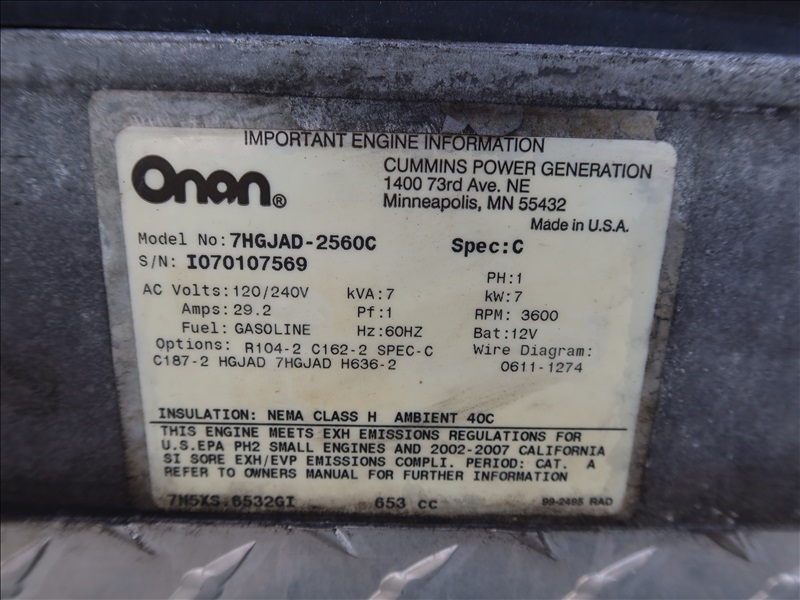 IMPORTANT ENGINE INFORMATION
Onan®
CUMMINS POWER GENERATION
1400 73rd Ave. NE
Minneapolis, MN 55432
Made in U.S.A.
Model No: 7HGJAD-2560C Spec: C
S/N: I070107569
PH: 1
AC Volts: 120/240V kVA: 7 kW: 7
Amps: 29.2 Pf: 1 RPM: 3600
Fuel: GASOLINE Hz: 60HZ Bat: 12V
Options: R104-2 C162-2 SPEC-C Wire Diagram:
C187-2 HGJAD 7HGJAD H636-2 0611-1274
INSULATION: NEMA CLASS H AMBIENT 40C
THIS ENGINE MEETS EXH EMISSIONS REGULATIONS FOR
U.S.EPA PH2 SMALL ENGINES AND 2002-2007 CALIFORNIA
SI SORE EXH/EVP EMISSIONS COMPLI. PERIOD: CAT. A
REFER TO OWNERS MANUAL FOR FURTHER INFORMATION
653 cc